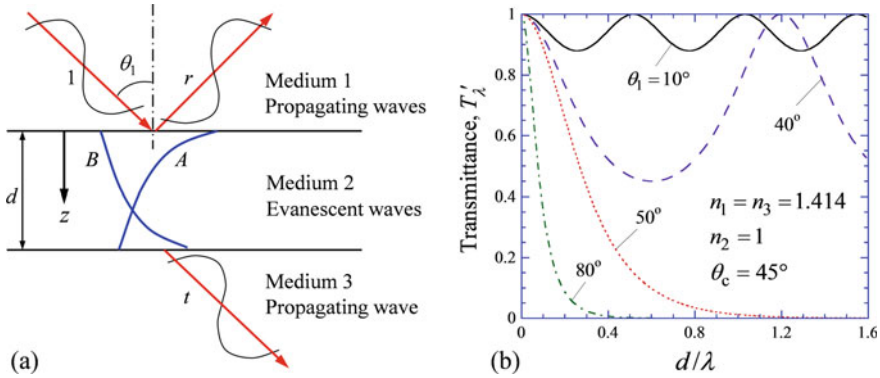 1
θ₁
r
Medium 1
Propagating waves
B
A
d
z
Medium 2
Evanescent waves
Medium 3
Propagating wave
t
(a)
Transmittance, T′λ
1
0.8
0.6
0.4
0.2
0
θ₁ = 10°
40°
50°
80°
n₁ = n₃ = 1.414
n₂ = 1
θc = 45°
0
0.4
0.8
1.2
1.6
d/λ
(b)